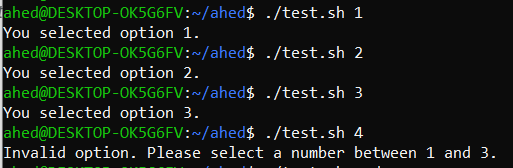 ahed@DESKTOP-OK5G6FV:~/ahed$ ./test.sh 1
You selected option 1.
ahed@DESKTOP-OK5G6FV:~/ahed$ ./test.sh 2
You selected option 2.
ahed@DESKTOP-OK5G6FV:~/ahed$ ./test.sh 3
You selected option 3.
ahed@DESKTOP-OK5G6FV:~/ahed$ ./test.sh 4
Invalid option. Please select a number between 1 and 3.